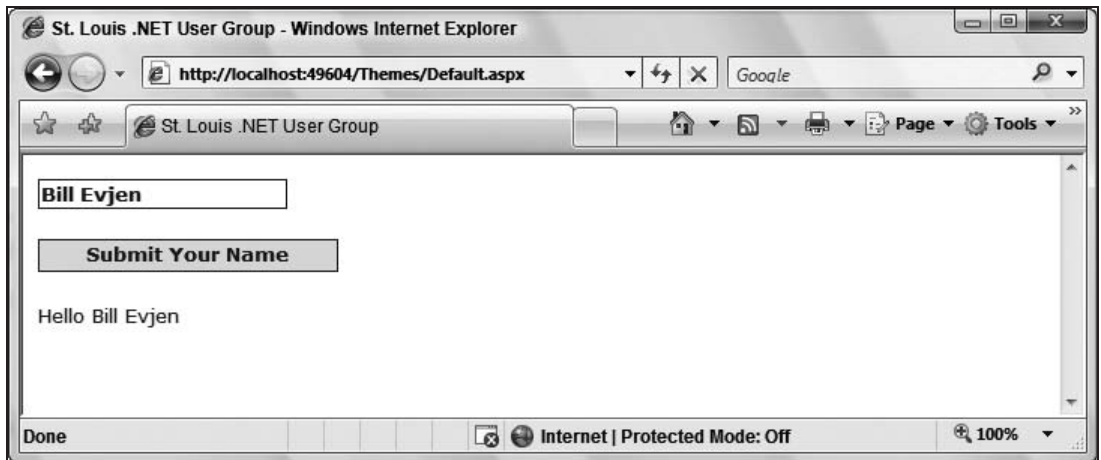 St. Louis .NET User Group - Windows Internet Explorer
http://localhost:49604/Themes/Default.aspx
Google
St. Louis .NET User Group
Page
Tools
Bill Evjen
Submit Your Name
Hello Bill Evjen
Done
Internet | Protected Mode: Off
100%